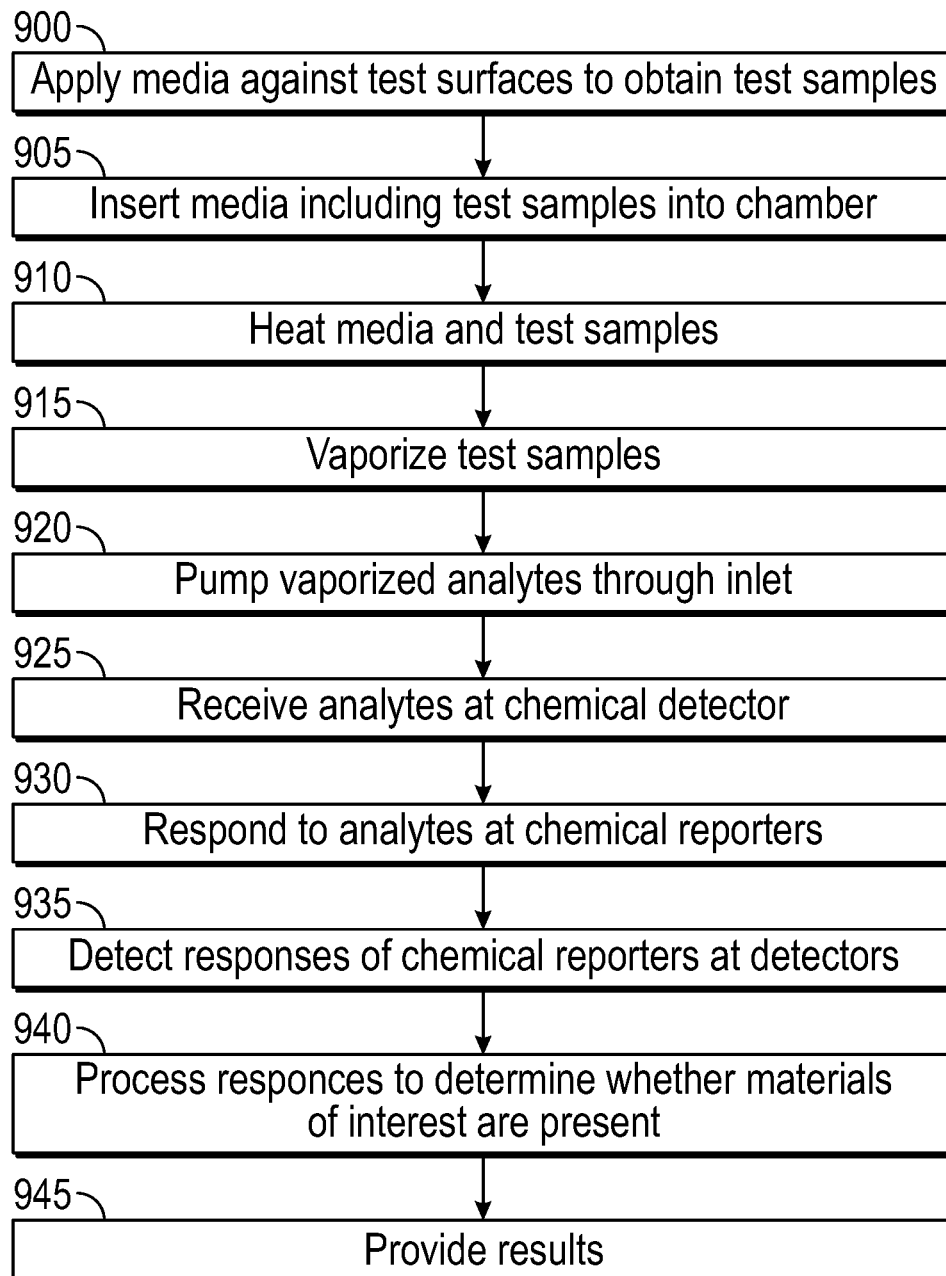 900
Apply media against test surfaces to obtain test samples
905
Insert media including test samples into chamber
910
Heat media and test samples
915
Vaporize test samples
920
Pump vaporized analytes through inlet
925
Receive analytes at chemical detector
930
Respond to analytes at chemical reporters
935
Detect responses of chemical reporters at detectors
940
Process responces to determine whether materials
of interest are present
945
Provide results